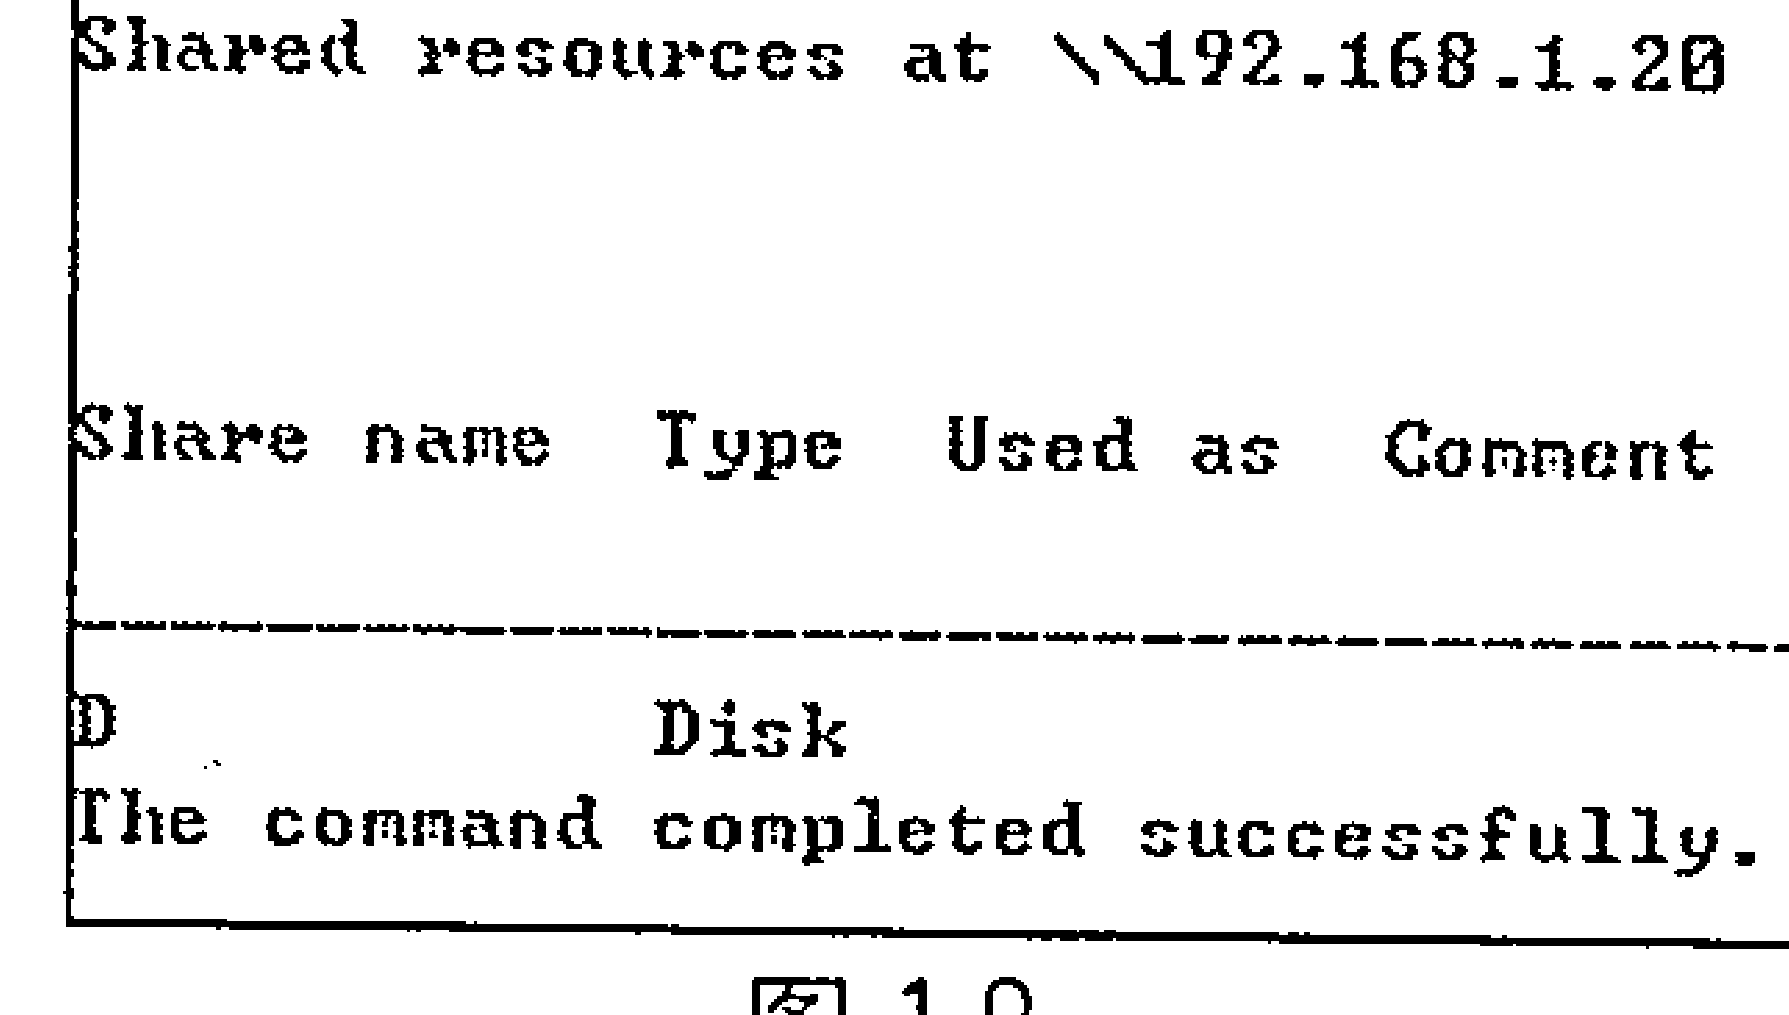 Shared resources at \\192.168.1.20
Share name Type Used as Comment
--------------------------------------------------------------------------------
D Disk
The command completed successfully.